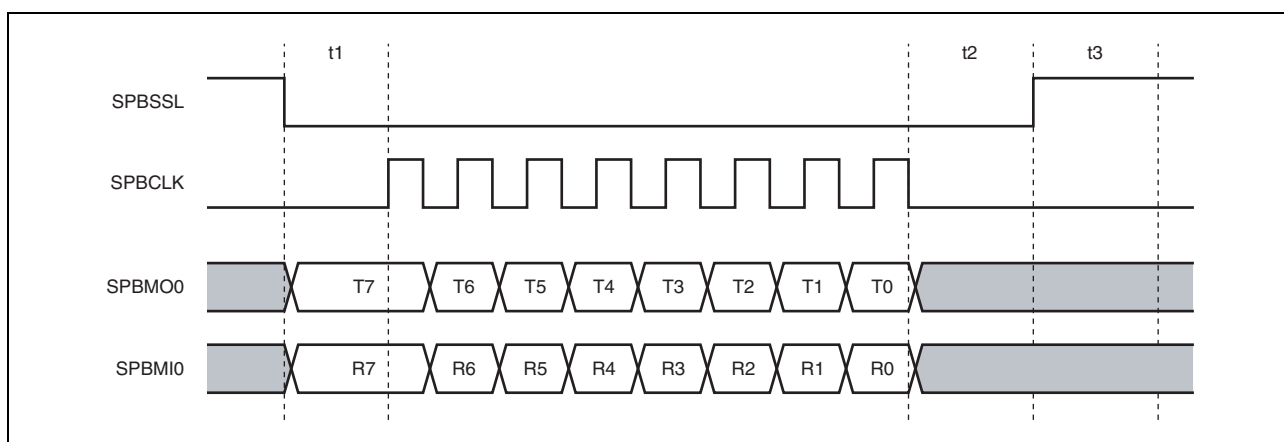 t1 t2 t3
SPBSSL
SPBCLK
SPBMO0 T7 T6 T5 T4 T3 T2 T1 T0
SPBMI0 R7 R6 R5 R4 R3 R2 R1 R0